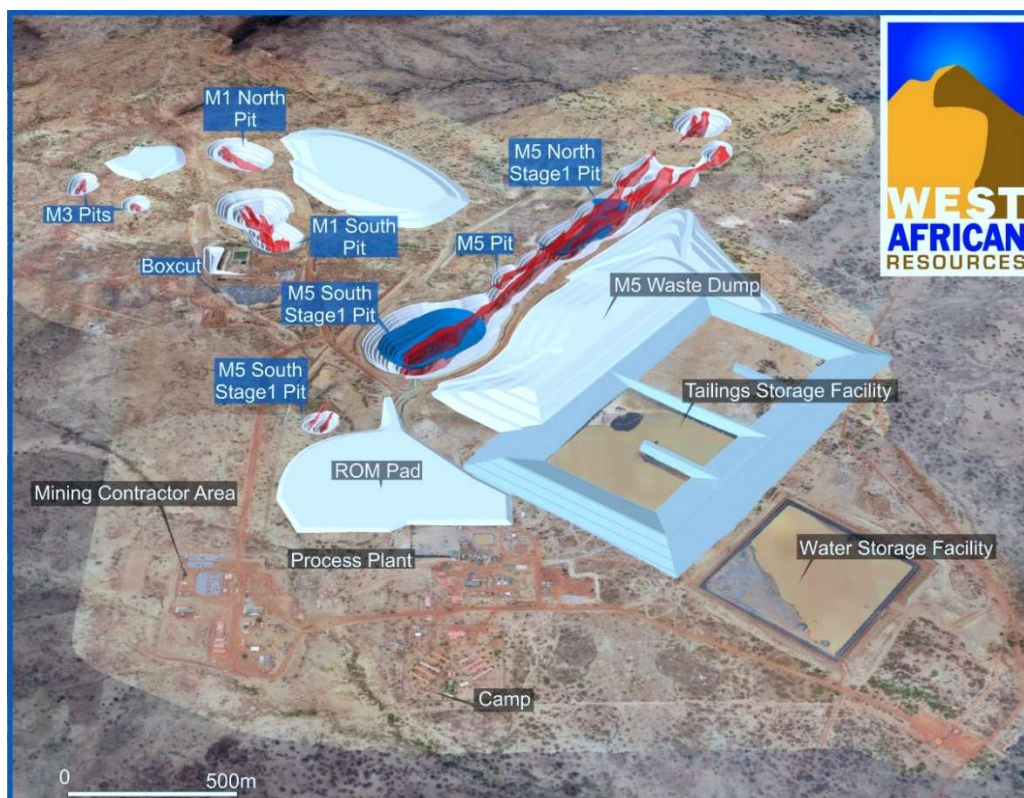 WEST
AFRICAN
RESOURCES
M1 North
Pit
M5 North
Stage1 Pit
M3 Pits
M1 South
Pit
M5 Pit
Boxcut
M5 South
Stage1 Pit
M5 Waste Dump
M5 South
Stage1 Pit
Tailings Storage Facility
ROM Pad
Mining Contractor Area
Process Plant
Water Storage Facility
Camp
0
500m